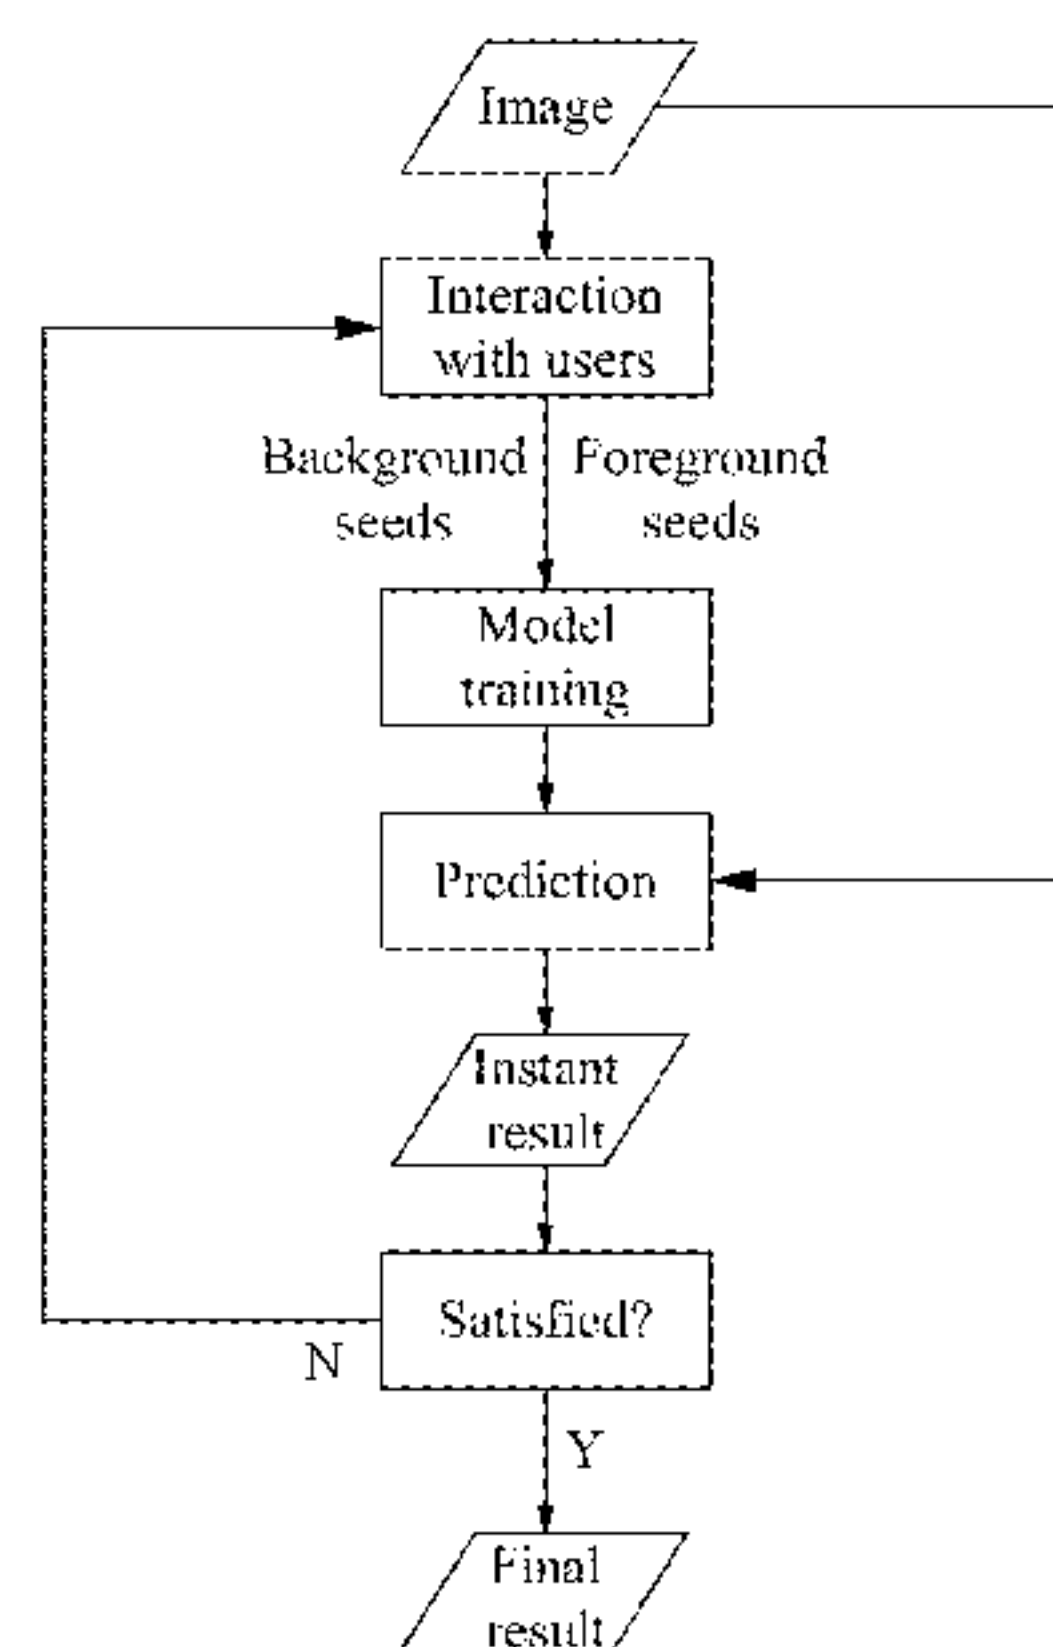 Image
Interaction
with users
Background Foreground
seeds seeds
Model
training
Prediction
Instant
result
Satisfied?
N
Y
Final
result